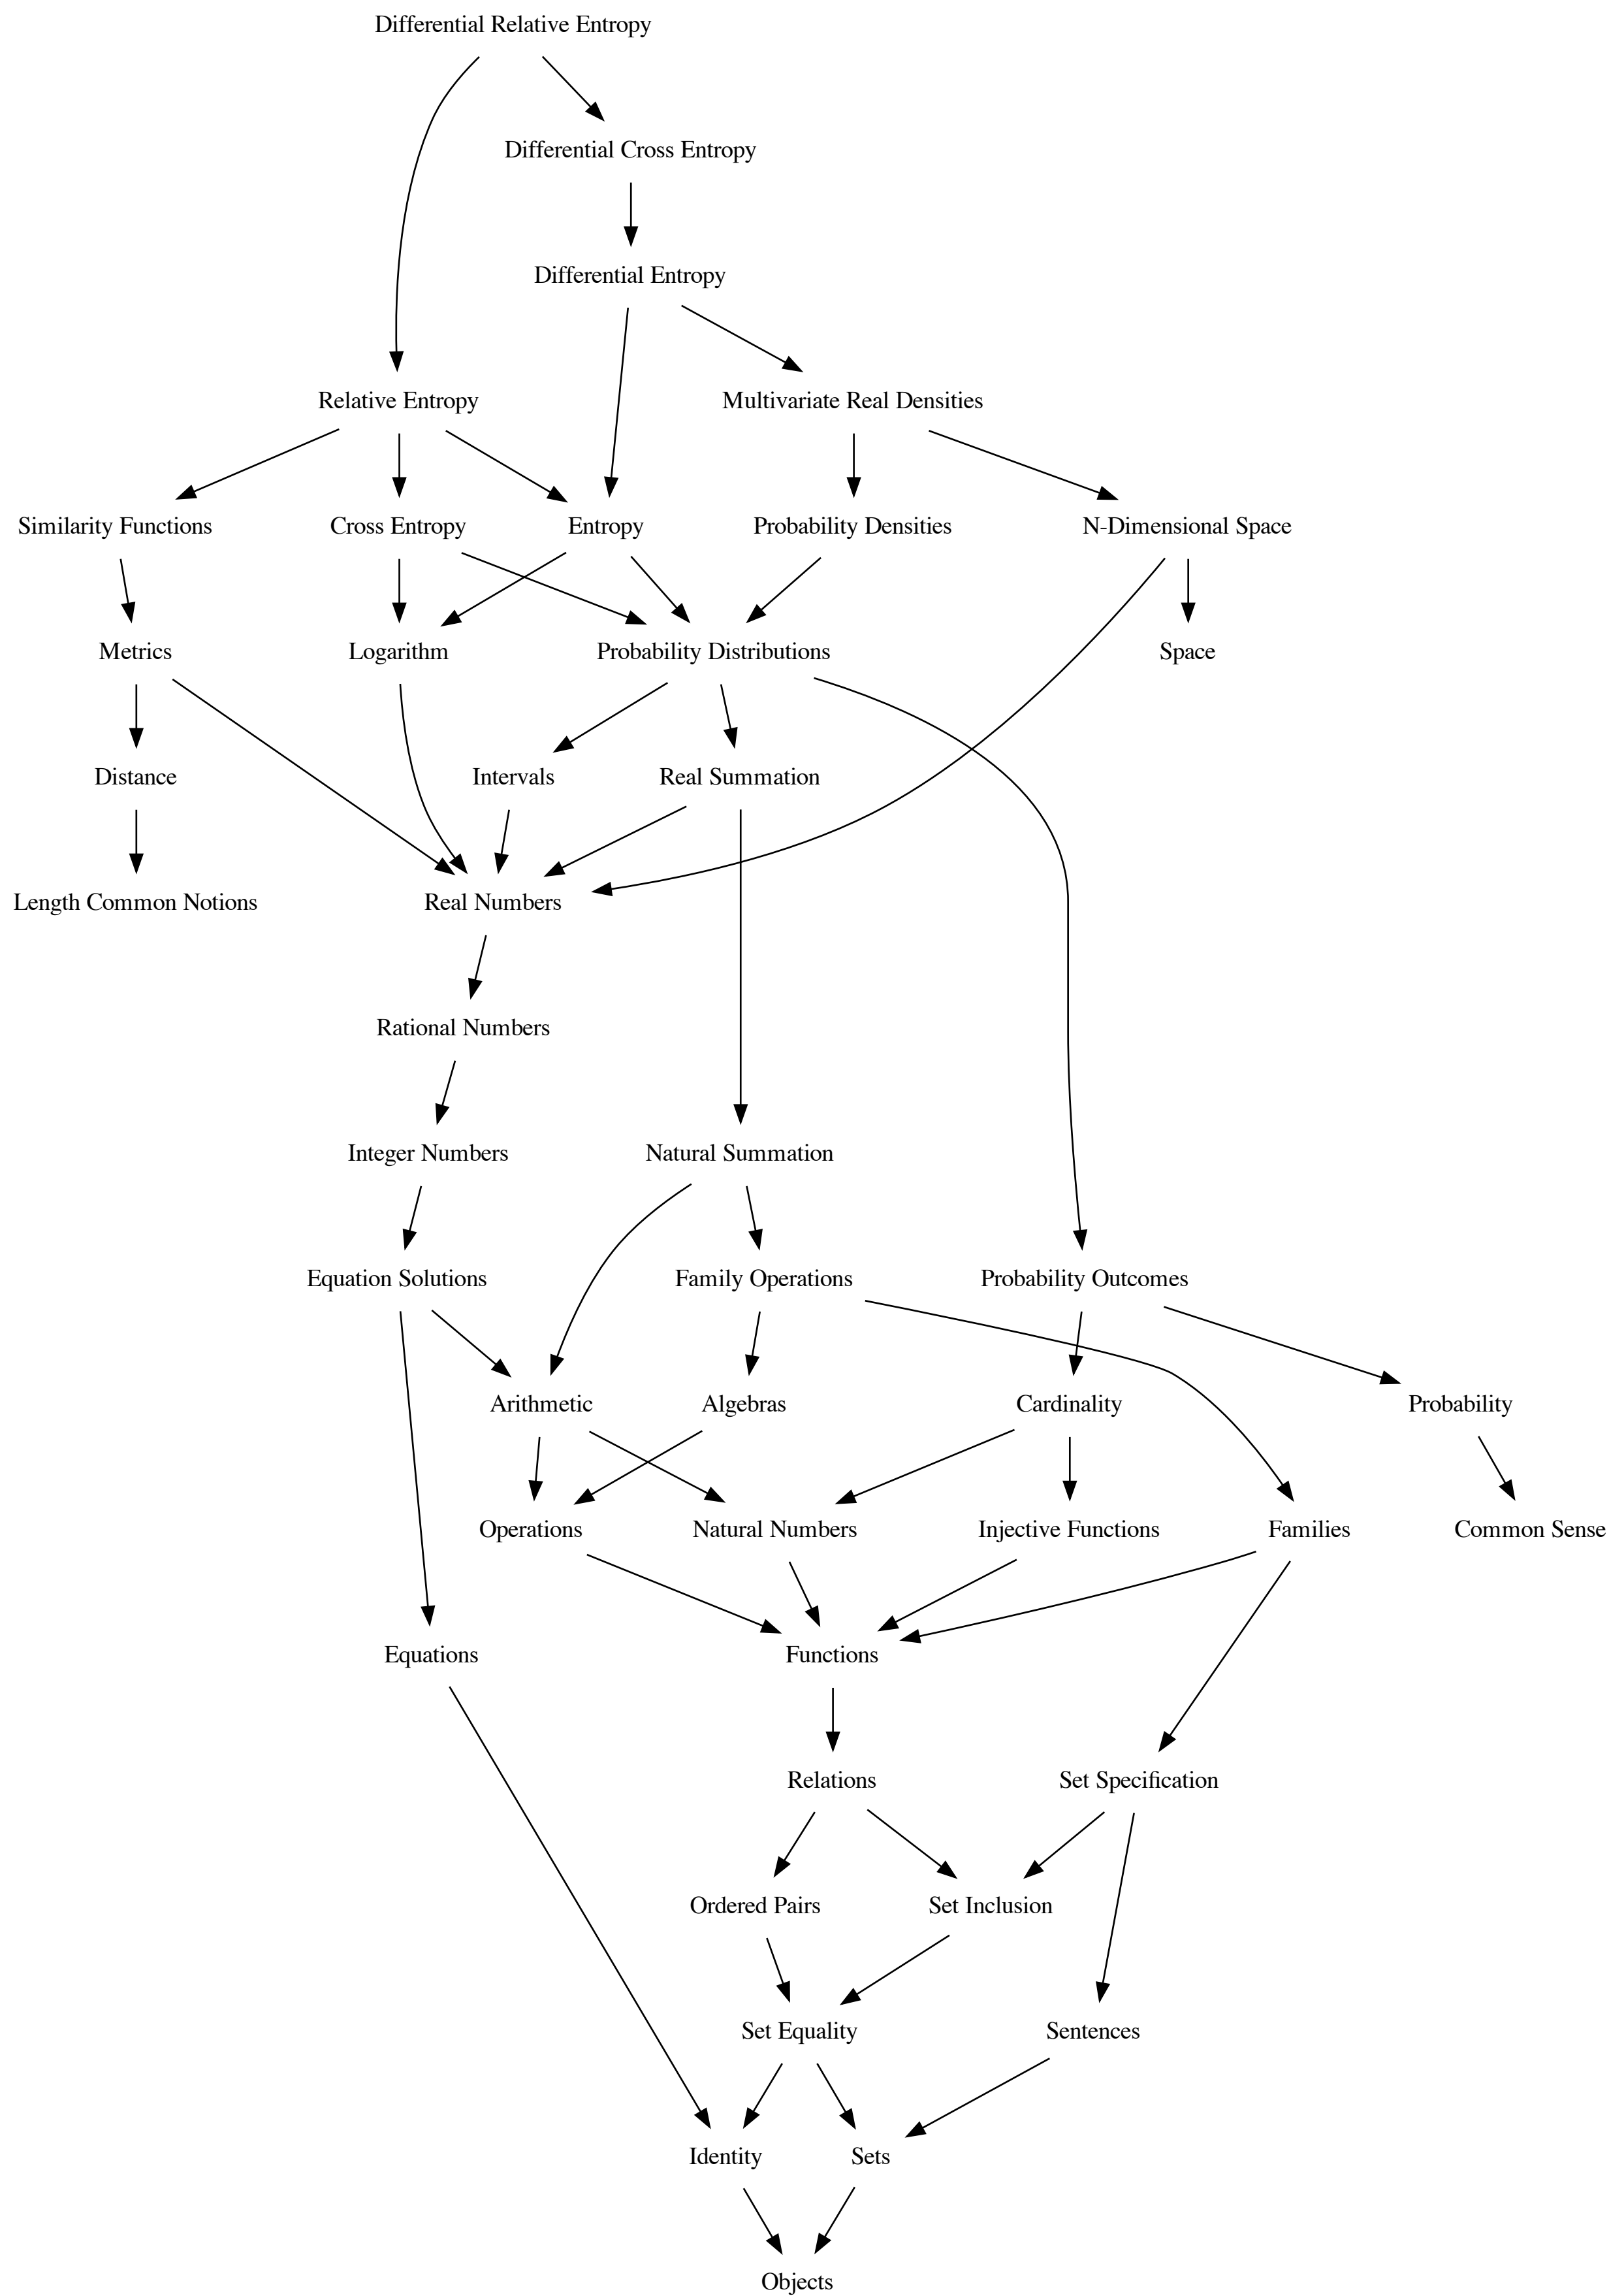 Differential Relative Entropy
Differential Cross Entropy
Differential Entropy
Relative Entropy
Multivariate Real Densities
Similarity Functions
Cross Entropy
Entropy
Probability Densities
N-Dimensional Space
Metrics
Logarithm
Probability Distributions
Space
Distance
Intervals
Real Summation
Length Common Notions
Real Numbers
Rational Numbers
Integer Numbers
Natural Summation
Equation Solutions
Family Operations
Probability Outcomes
Arithmetic
Algebras
Cardinality
Probability
Operations
Natural Numbers
Injective Functions
Families
Common Sense
Equations
Functions
Relations
Set Specification
Ordered Pairs
Set Inclusion
Set Equality
Sentences
Identity
Sets
Objects